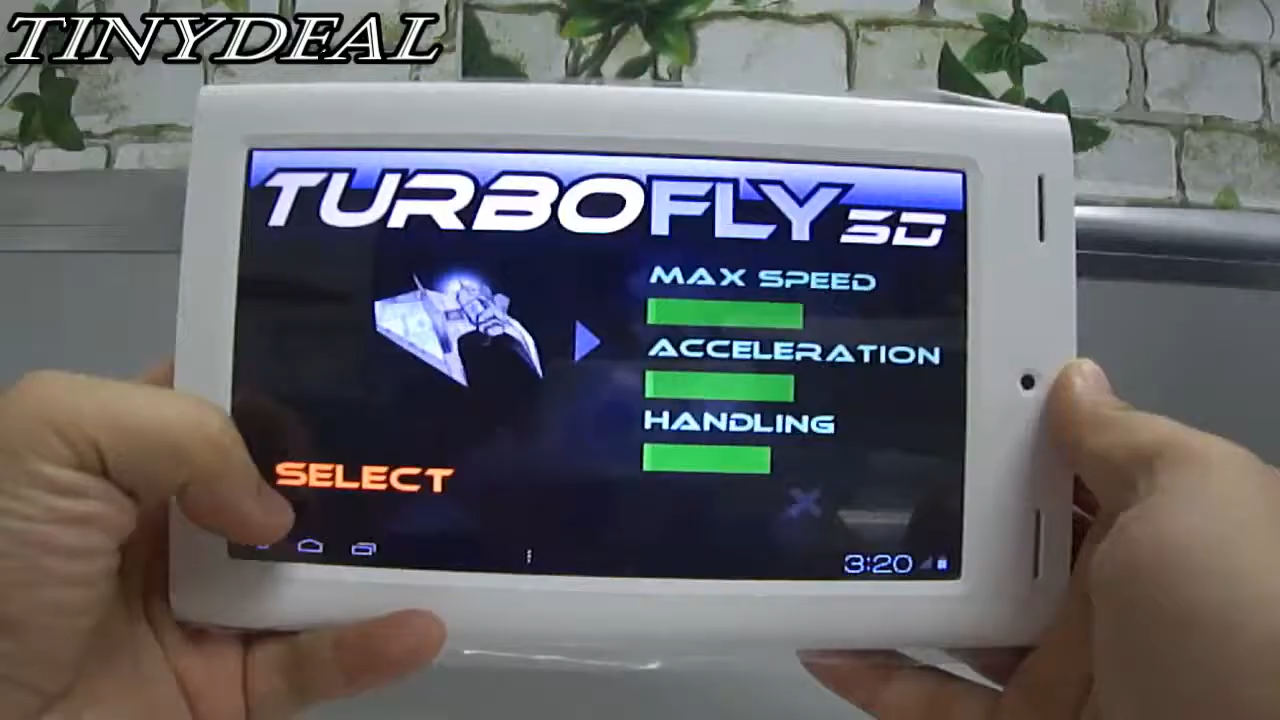 TINYDEAL
TURBOFLY 3D
MAX SPEED
ACCELERATION
HANDLING
SELECT
3:20